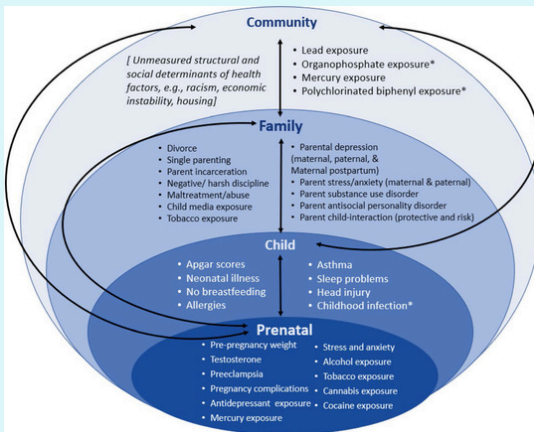 Community
[ Unmeasured structural and
social determinants of health
factors, e.g., racism, economic
instability, housing]
• Lead exposure
• Organophosphate exposure*
• Mercury exposure
• Polychlorinated biphenyl exposure*
Family
• Divorce
• Single parenting
• Parent incarceration
• Negative/ harsh discipline
• Maltreatment/abuse
• Child media exposure
• Tobacco exposure
• Parental depression
(maternal, paternal, &
Maternal postpartum)
• Parent stress/anxiety (maternal & paternal)
• Parent substance use disorder
• Parent antisocial personality disorder
• Parent child-interaction (protective and risk)
Child
• Apgar scores
• Neonatal illness
• No breastfeeding
• Allergies
• Asthma
• Sleep problems
• Head injury
• Childhood infection*
Prenatal
• Pre-pregnancy weight
• Testosterone
• Preeclampsia
• Pregnancy complications
• Antidepressant exposure
• Mercury exposure
• Stress and anxiety
• Alcohol exposure
• Tobacco exposure
• Cannabis exposure
• Cocaine exposure